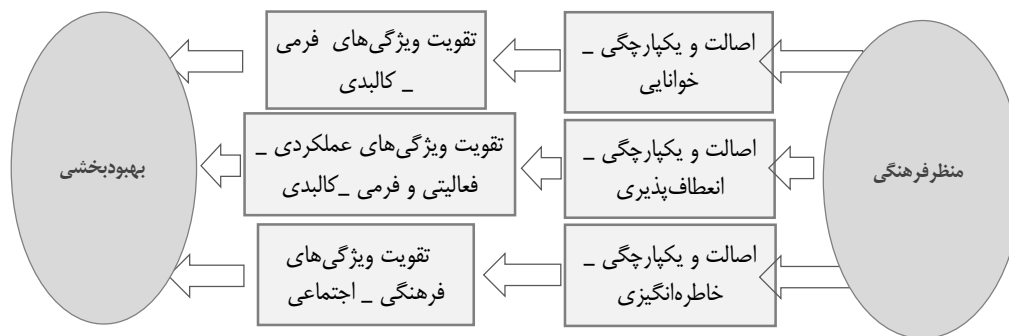 منظرفرهنگی
اصالت و یکپارچگی _
خوانایی
تقویت ویژگی‌های فرمی
_ کالبدی
اصالت و یکپارچگی _
انعطاف‌پذیری
تقویت ویژگی‌های عملکردی _
فعالیتی و فرمی _کالبدی
اصالت و یکپارچگی _
خاطره‌انگیزی
تقویت ویژگی‌های
فرهنگی _ اجتماعی
بهبودبخشی